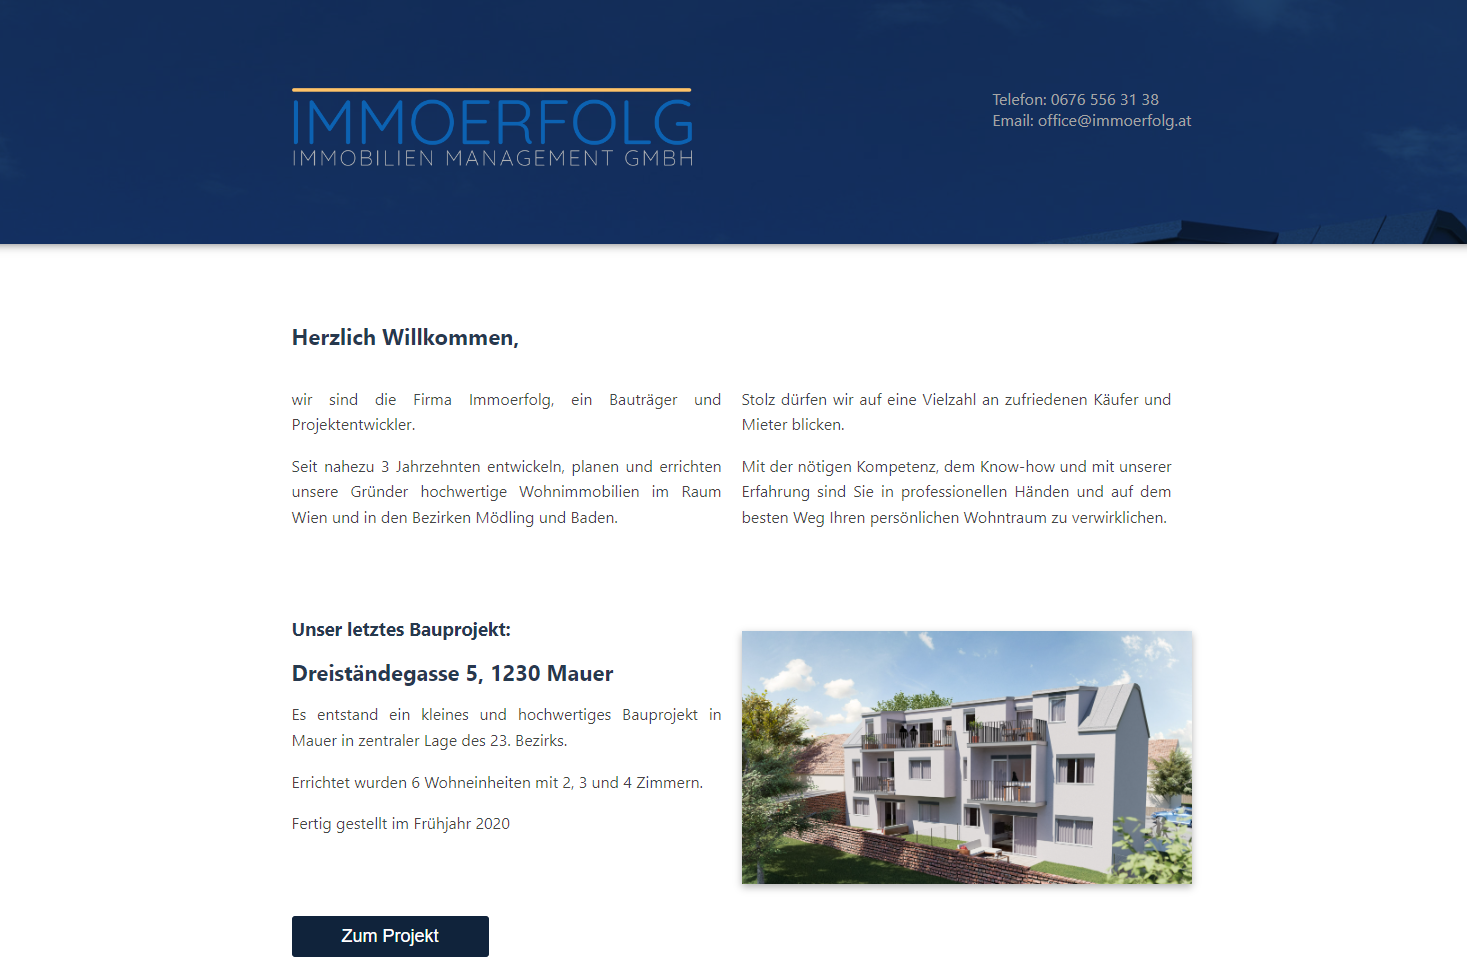 IMMOERFOLG
IMMOBILIEN MANAGEMENT GMBH
Telefon: 0676 556 31 38
Email: office@immoerfolg.at
Herzlich Willkommen,
wir sind die Firma Immoerfolg, ein Bauträger und
Projektentwickler.
Seit nahezu 3 Jahrzehnten entwickeln, planen und errichten
unsere Gründer hochwertige Wohnimmobilien im Raum
Wien und in den Bezirken Mödling und Baden.
Stolz dürfen wir auf eine Vielzahl an zufriedenen Käufer und
Mieter blicken.
Mit der nötigen Kompetenz, dem Know-how und mit unserer
Erfahrung sind Sie in professionellen Händen und auf dem
besten Weg Ihren persönlichen Wohntraum zu verwirklichen.
Unser letztes Bauprojekt:
Dreiständegasse 5, 1230 Mauer
Es entstand ein kleines und hochwertiges Bauprojekt in
Mauer in zentraler Lage des 23. Bezirks.
Errichtet wurden 6 Wohneinheiten mit 2, 3 und 4 Zimmern.
Fertig gestellt im Frühjahr 2020
Zum Projekt